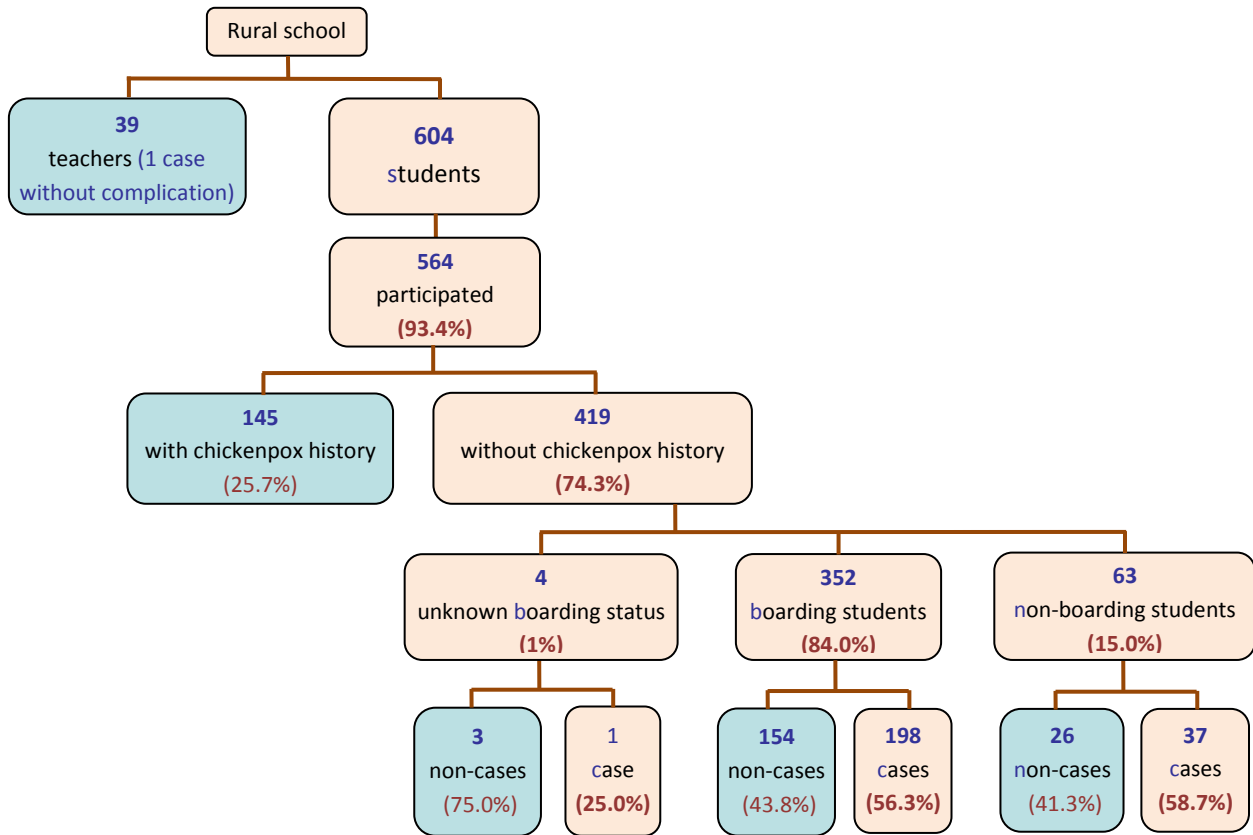 Rural school
39
teachers (1 case
without complication)
604
students
564
participated
(93.4%)
145
with chickenpox history
(25.7%)
419
without chickenpox history
(74.3%)
4
unknown boarding status
(1%)
352
boarding students
(84.0%)
63
non-boarding students
(15.0%)
3
non-cases
(75.0%)
1
case
(25.0%)
154
non-cases
(43.8%)
198
cases
(56.3%)
26
non-cases
(41.3%)
37
cases
(58.7%)